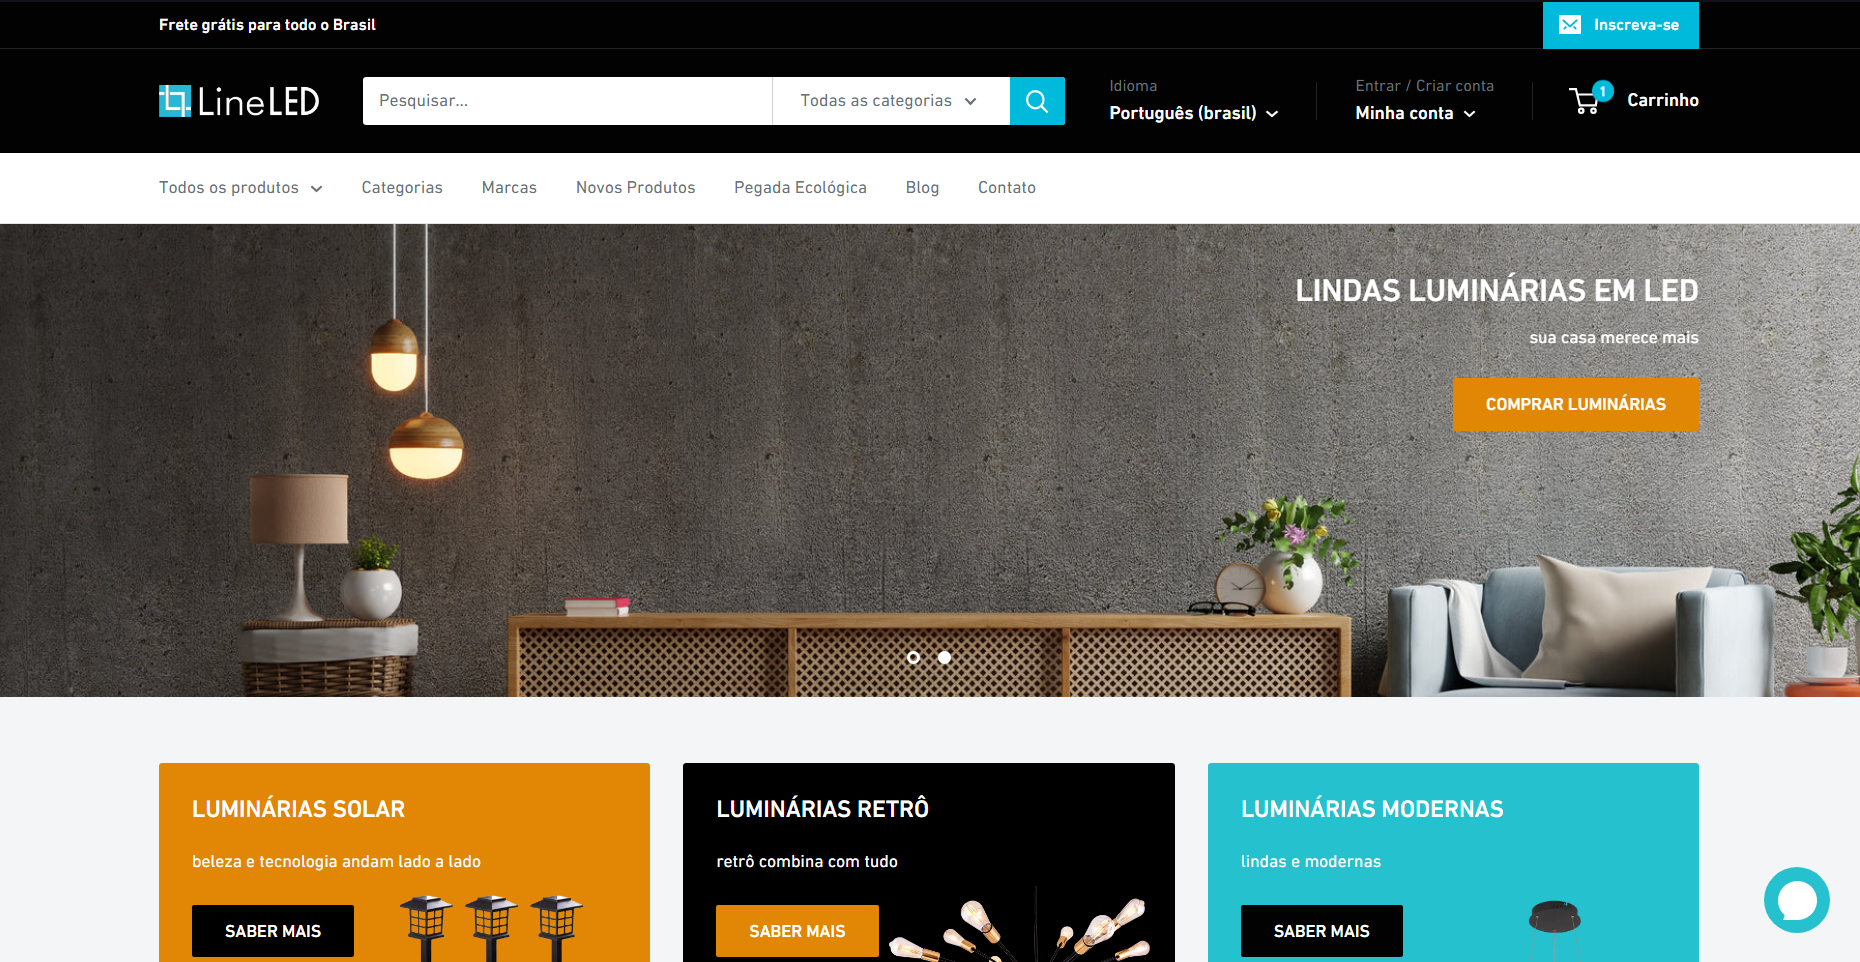 Frete grátis para todo o Brasil
Inscreva-se
LineLED
Pesquisar...
Todas as categorias
Idioma
Português (brasil)
Entrar / Criar conta
Minha conta
1
Carrinho
Todos os produtos
Categorias
Marcas
Novos Produtos
Pegada Ecológica
Blog
Contato
LINDAS LUMINÁRIAS EM LED
sua casa merece mais
COMPRAR LUMINÁRIAS
LUMINÁRIAS SOLAR
beleza e tecnologia andam lado a lado
SABER MAIS
LUMINÁRIAS RETRÔ
retrô combina com tudo
SABER MAIS
LUMINÁRIAS MODERNAS
lindas e modernas
SABER MAIS